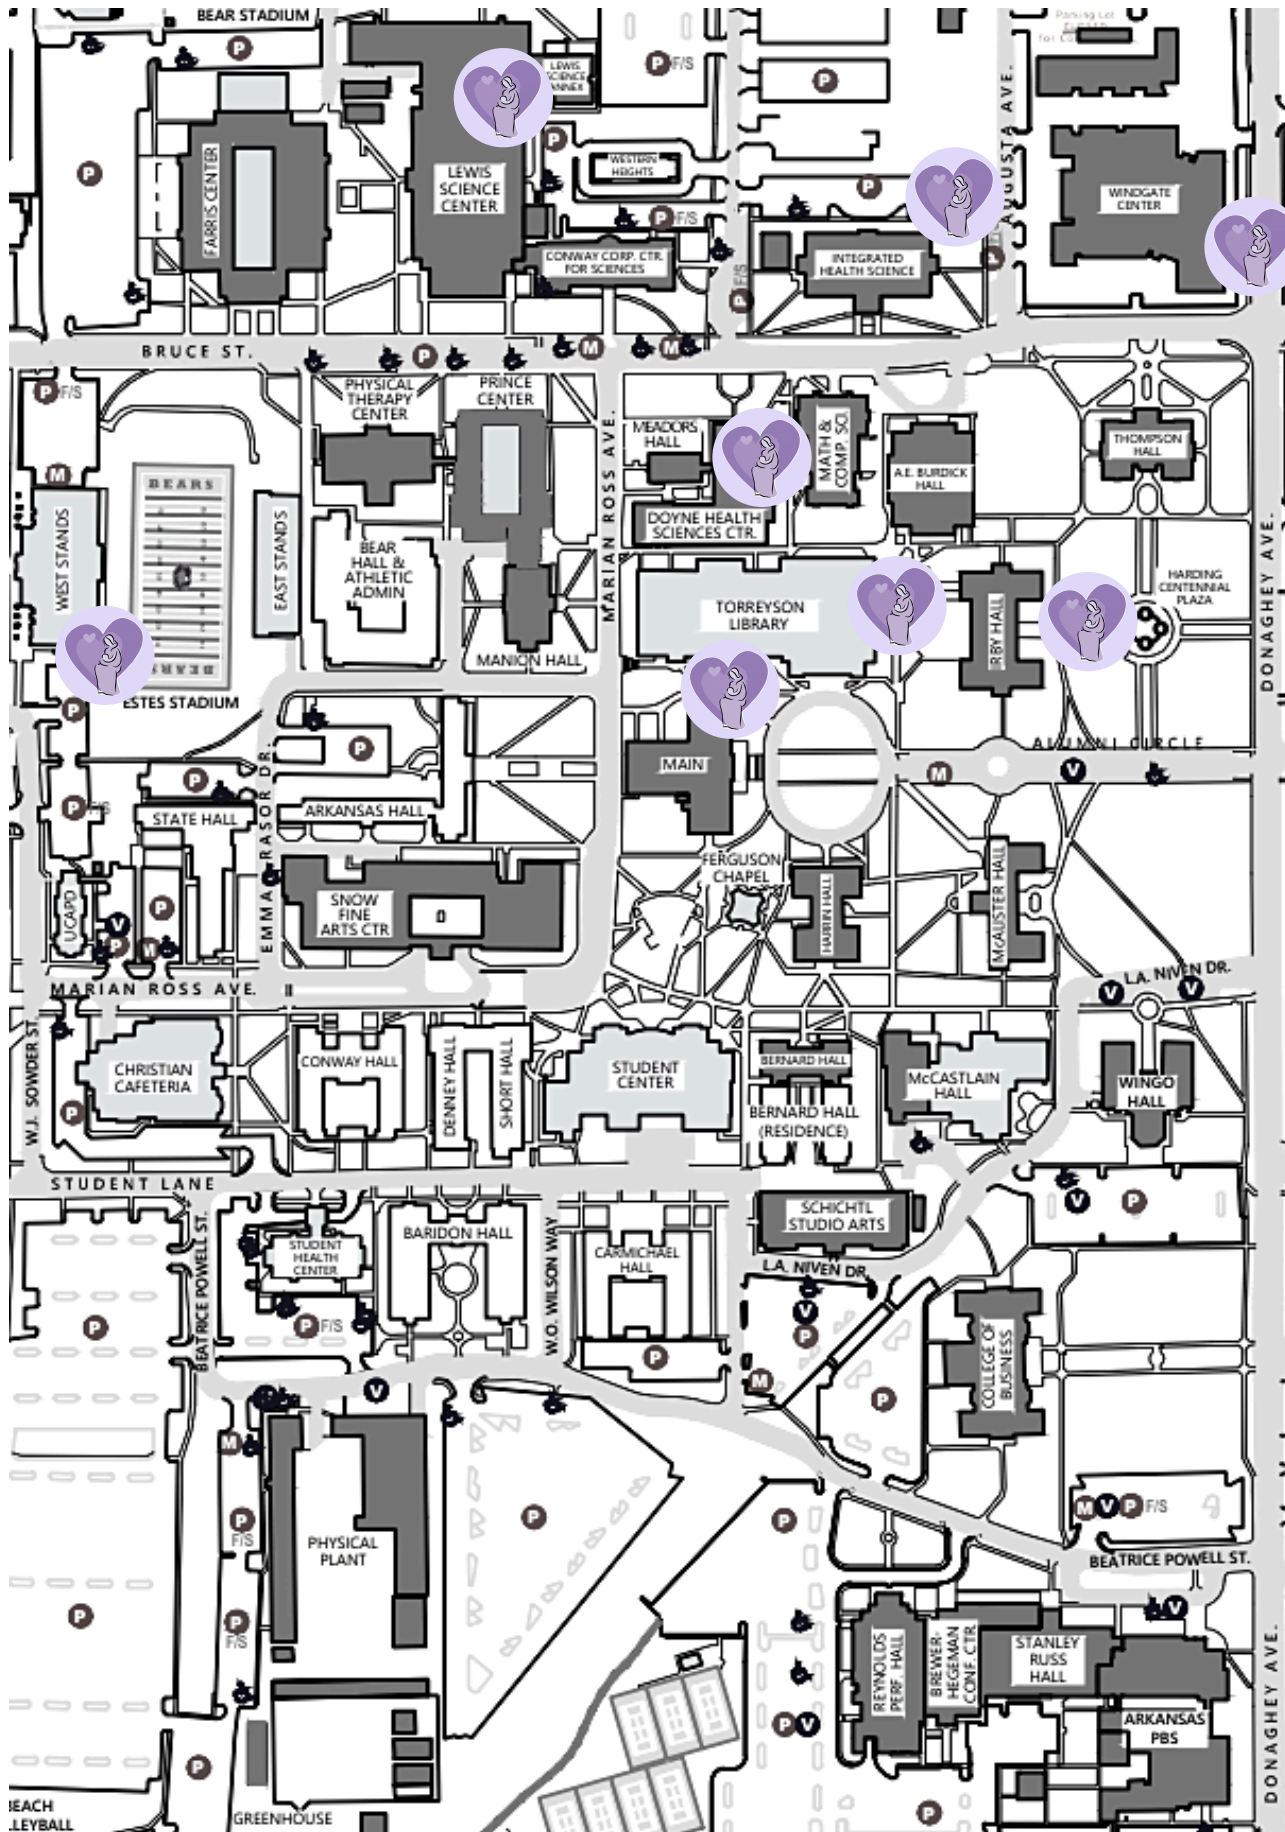 BEAR STADIUM
P
P
F/S
P
Parking Lot
LEWIS
SCIENCE
ANNEX
AUGUSTA AVE.
P
FARRIS CENTER
LEWIS
SCIENCE
CENTER
P
WESTERN
HEIGHTS
P
WINDGATE
CENTER
P F/S
CONWAY CORP. CTR.
FOR SCIENCES
INTEGRATED
HEALTH SCIENCE
P F/S
P
BRUCE ST.
P
M
M
P F/S
PHYSICAL
THERAPY
CENTER
PRINCE
CENTER
MARIAN ROSS AVE.
MEADORS
HALL
MATH &
COMP. SCI.
A.E. BURDICK
HALL
THOMPSON
HALL
M
BEARS
WEST STANDS
EAST STANDS
BEAR
HALL &
ATHLETIC
ADMIN
DOYNE HEALTH
SCIENCES CTR.
DONAGHEY AVE.
TORREYSON
LIBRARY
IRBY HALL
HARDING
CENTENNIAL
PLAZA
MANION HALL
BEARS
ESTES STADIUM
P
P
P
P F/S
EMMA RASOR DR.
STATE HALL
ARKANSAS HALL
MAIN
ALUMNI CIRCLE
M
V
UCAPD
P
V
P
M
SNOW
FINE
ARTS CTR
FERGUSON
CHAPEL
HARRIN HALL
McALISTER HALL
MARIAN ROSS AVE.
L.A. NIVEN DR.
V
V
W.J. SOWDER ST.
CHRISTIAN
CAFETERIA
P
CONWAY HALL
DENNEY HALL
SHORT HALL
STUDENT
CENTER
BERNARD HALL
BERNARD HALL
(RESIDENCE)
McCASTLAIN
HALL
WINGO
HALL
STUDENT LANE
BEATRICE POWELL ST.
STUDENT
HEALTH
CENTER
P F/S
BARIDON HALL
W.O. WILSON WAY
CARMICHAEL
HALL
P
SCHICHTL
STUDIO ARTS
V
P
L.A. NIVEN DR.
V
P
M
P
COLLEGE OF
BUSINESS
P
V
M
P
F/S
PHYSICAL
PLANT
P
P
M V P F/S
BEATRICE POWELL ST.
V
P
P
F/S
REYNOLDS
PERF. HALL
BREWER-
HEGEMAN
CONF. CTR.
STANLEY
RUSS
HALL
ARKANSAS
PBS
DONAGHEY AVE.
P V
P
P
GREENHOUSE
BEACH
LLEYBALL